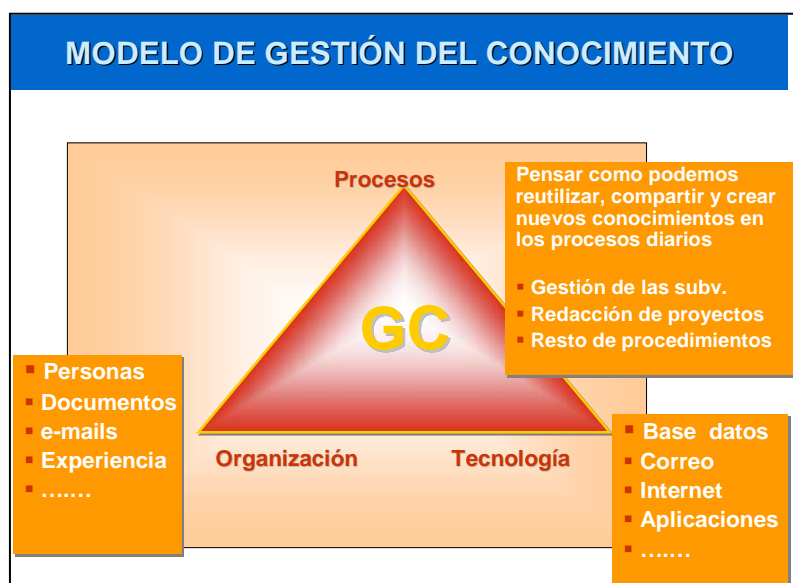 MODELO DE GESTIÓN DEL CONOCIMIENTO
Procesos
Pensar como podemos
reutilizar, compartir y crear
nuevos conocimientos en
los procesos diarios
▪ Gestión de las subv.
▪ Redacción de proyectos
▪ Resto de procedimientos
GC
▪ Personas
▪ Documentos
▪ e-mails
▪ Experiencia
▪ …....
Organización
Tecnología
▪ Base datos
▪ Correo
▪ Internet
▪ Aplicaciones
▪ …....